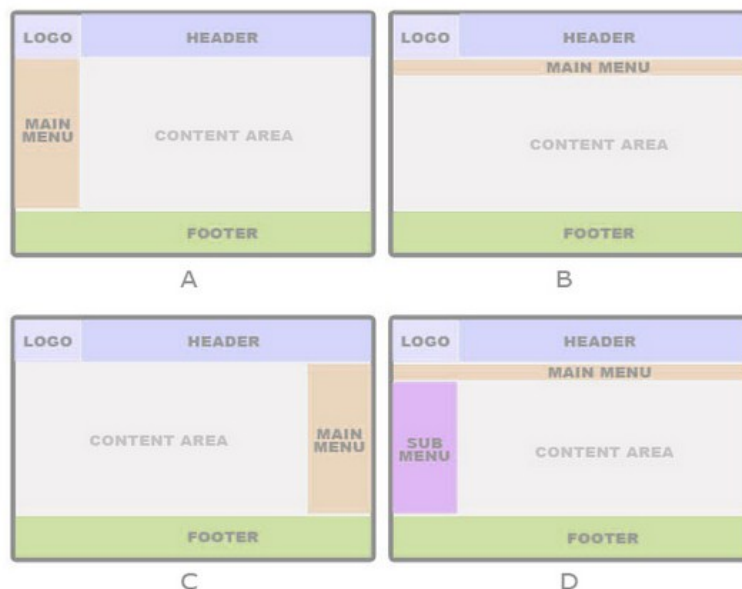 LOGO HEADER
MAIN
MENU
CONTENT AREA
FOOTER
A
LOGO HEADER
MAIN MENU
CONTENT AREA
FOOTER
B
LOGO HEADER
CONTENT AREA
MAIN
MENU
FOOTER
C
LOGO HEADER
MAIN MENU
SUB
MENU
CONTENT AREA
FOOTER
D